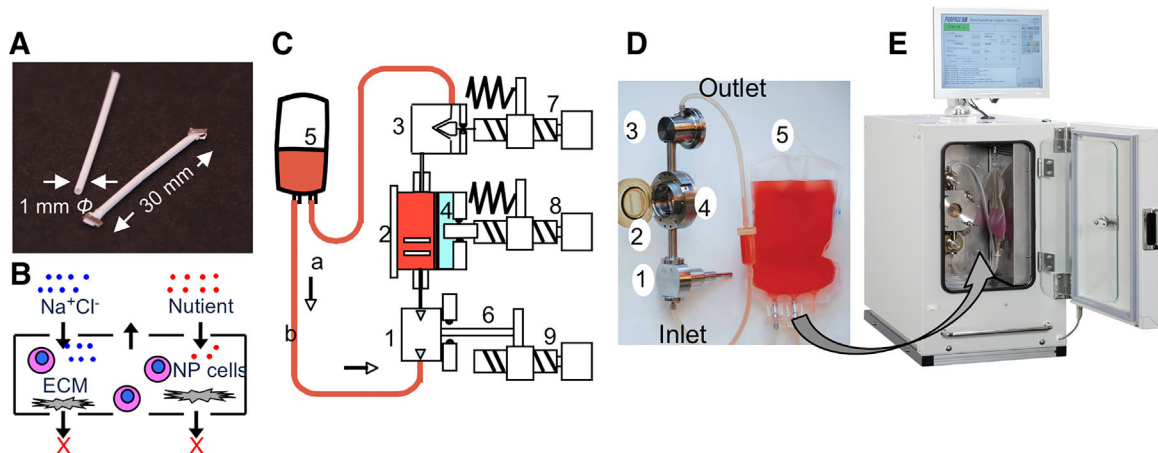 A
1 mm Φ
30 mm
B
Na⁺Cl⁻
Nutrient
ECM
NP cells
X
X
C
5
3
7
4
8
2
a
6
1
b
9
D
Outlet
3
5
4
2
1
Inlet
E